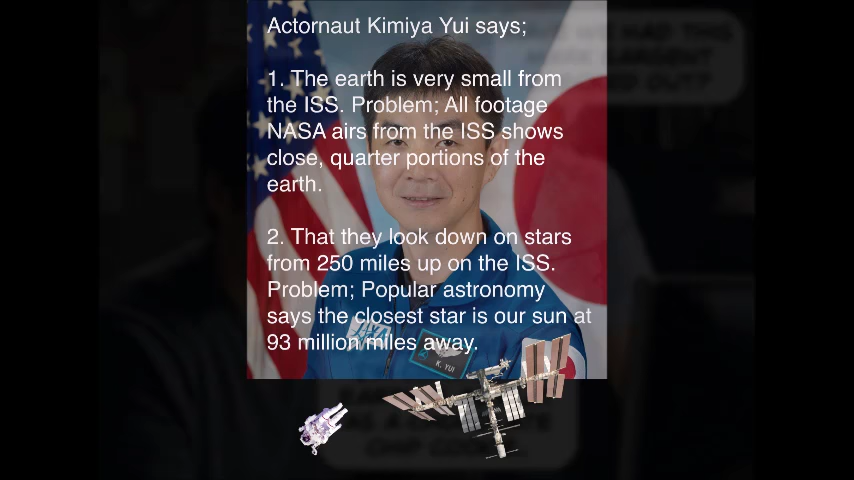 Actornaut Kimiya Yui says;
1. The earth is very small from
the ISS. Problem; All footage
NASA airs from the ISS shows
close, quarter portions of the
earth.
2. That they look down on stars
from 250 miles up on the ISS.
Problem; Popular astronomy
says the closest star is our sun at
93 million miles away.
K. YUI